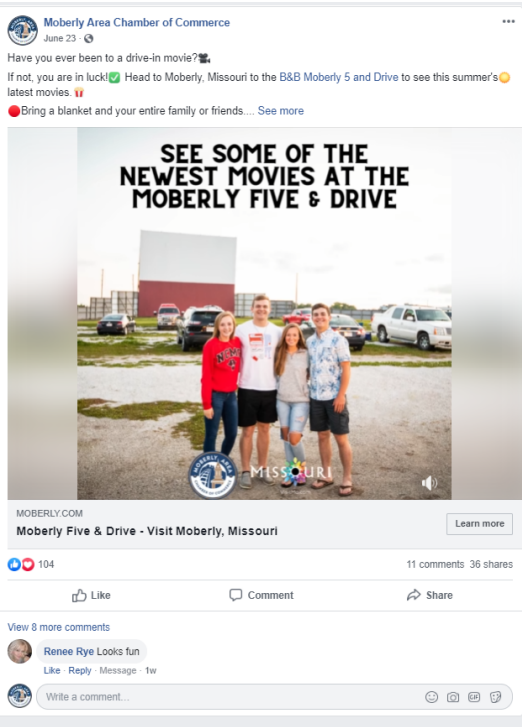 Moberly Area Chamber of Commerce
June 23 ·
Have you ever been to a drive-in movie?🎥
If not, you are in luck!✅ Head to Moberly, Missouri to the B&B Moberly 5 and Drive to see this summer's🌞
latest movies. 🍿
🔴Bring a blanket and your entire family or friends.... See more
SEE SOME OF THE
NEWEST MOVIES AT THE
MOBERLY FIVE & DRIVE
MOBERLY AREA
MISSOURI
MOBERLY.COM
Moberly Five & Drive - Visit Moberly, Missouri
Learn more
104
11 comments 36 shares
Like
Comment
Share
View 8 more comments
Renee Rye Looks fun
Like · Reply · Message · 1w
Write a comment...
GIF